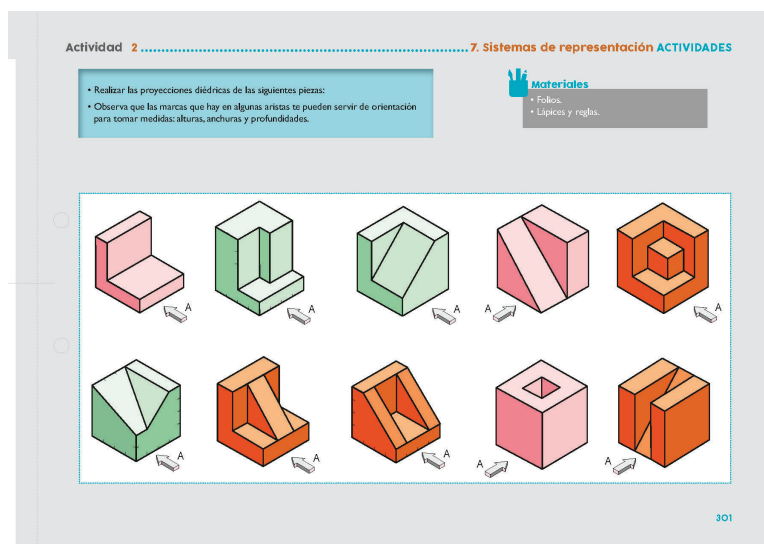 Actividad 2 7. Sistemas de representación ACTIVIDADES
• Realizar las proyecciones diédricas de las siguientes piezas:
• Observa que las marcas que hay en algunas aristas te pueden servir de orientación
para tomar medidas: alturas, anchuras y profundidades.
Materiales
• Folios.
• Lápices y reglas.
A A A A A
A A A A A
301